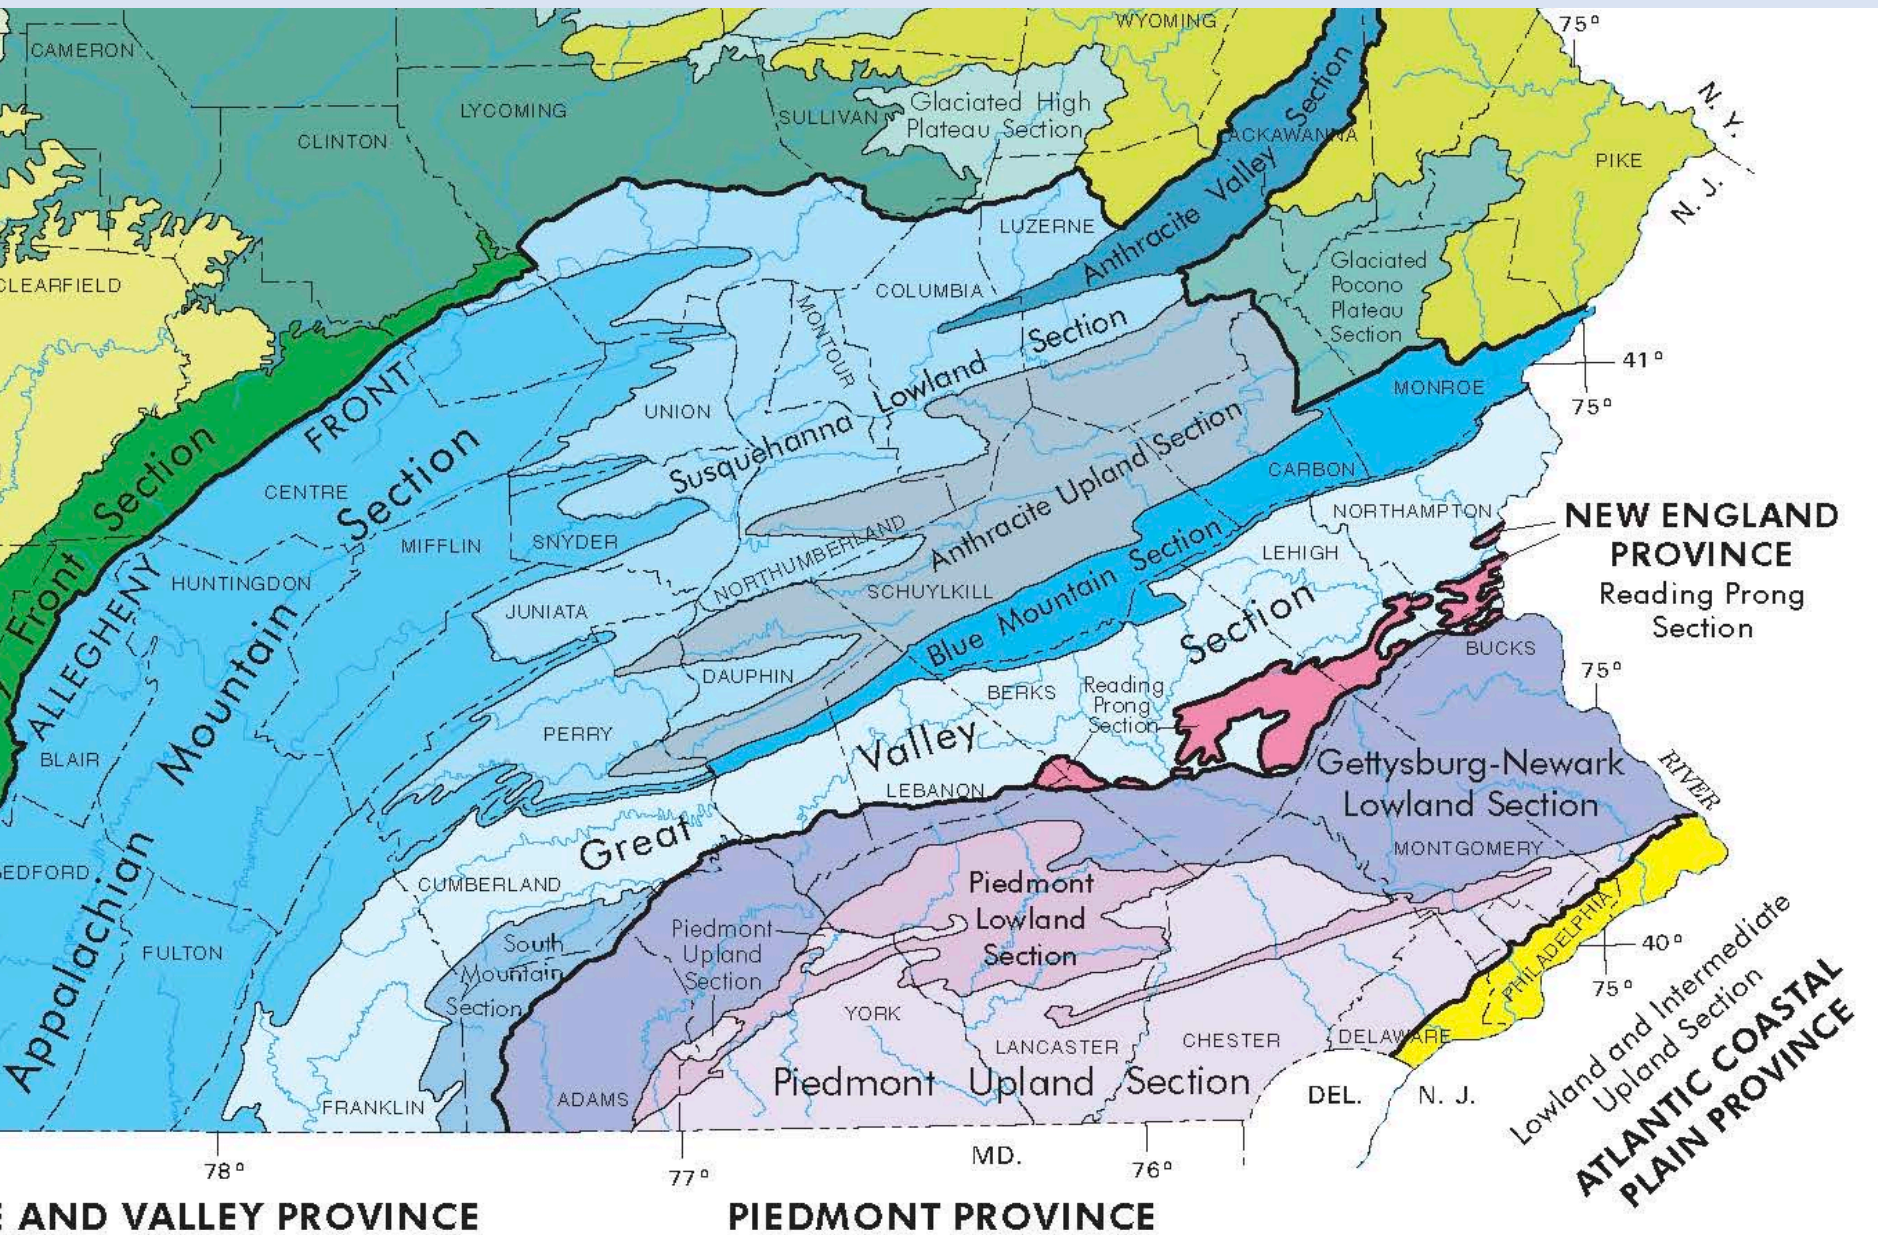 WYOMING
75°
CAMERON
N. Y.
LYCOMING
SULLIVAN
Glaciated High
Plateau Section
CLINTON
ACKAWANNA
PIKE
N. J.
Anthracite Valley Section
LUZERNE
CLEARFIELD
COLUMBIA
Glaciated
Pocono
Plateau
Section
MONTOUR
41°
75°
MONROE
ALLEGHENY FRONT
Front Section
UNION
Susquehanna Lowland Section
CENTRE
CARBON
NORTHAMPTON
NEW ENGLAND
PROVINCE
Reading Prong
Section
MIFFLIN
SNYDER
NORTHUMBERLAND
Anthracite Upland Section
LEHIGH
HUNTINGDON
SCHUYLKILL
JUNIATA
Blue Mountain Section
BUCKS
75°
DAUPHIN
BERKS
Reading
Prong
Section
PERRY
BLAIR
Appalachian Mountain Section
Great Valley Section
LEBANON
Gettysburg-Newark
Lowland Section
RIVER
MONTGOMERY
EDFORD
CUMBERLAND
Piedmont
Lowland
Section
Piedmont
Upland
Section
FULTON
South
Mountain
Section
PHILADELPHIA
40°
75°
YORK
LANCASTER
CHESTER
DELAWARE
Lowland and Intermediate
Upland Section
ATLANTIC COASTAL
PLAIN PROVINCE
FRANKLIN
ADAMS
Piedmont Upland Section
DEL.
N. J.
MD.
78°
77°
76°
E AND VALLEY PROVINCE
PIEDMONT PROVINCE